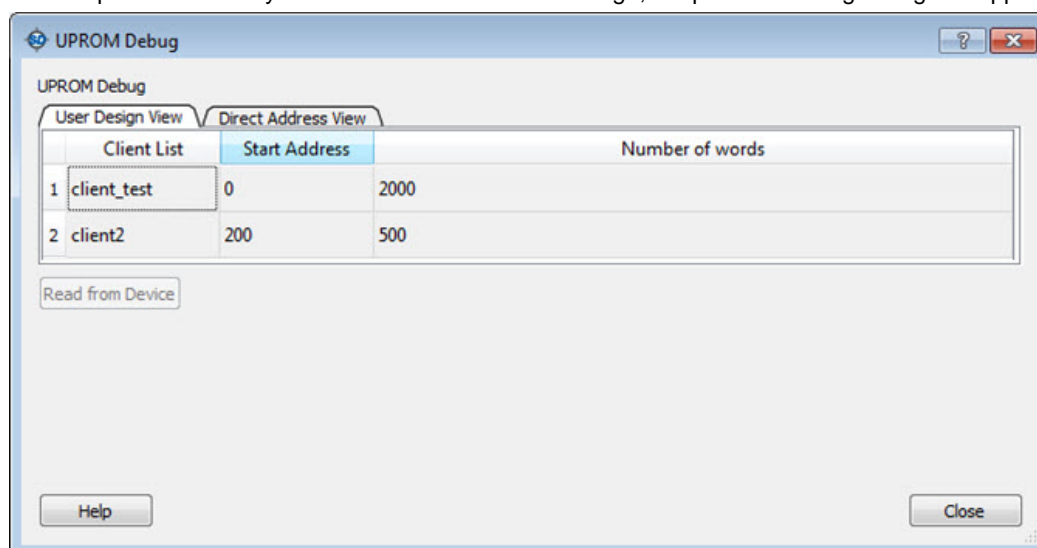 UPROM Debug
UPROM Debug
User Design View Direct Address View
Client List Start Address Number of words
1 client_test 0 2000
2 client2 200 500
Read from Device
Help Close